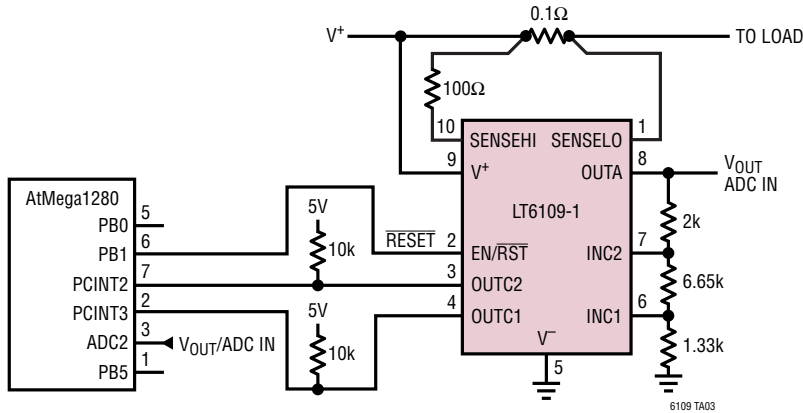 0.1Ω
V+
TO LOAD
100Ω
10
SENSEHI
SENSELO
1
9
V+
OUTA
8
VOUT
ADC IN
AtMega1280
LT6109-1
2k
PB0
5
5V
PB1
6
10k
RESET
2
EN/RST
INC2
7
PCINT2
7
3
OUTC2
6.65k
PCINT3
2
5V
4
OUTC1
INC1
6
ADC2
3
VOUT/ADC IN
10k
V–
1.33k
PB5
1
5
6109 TA03